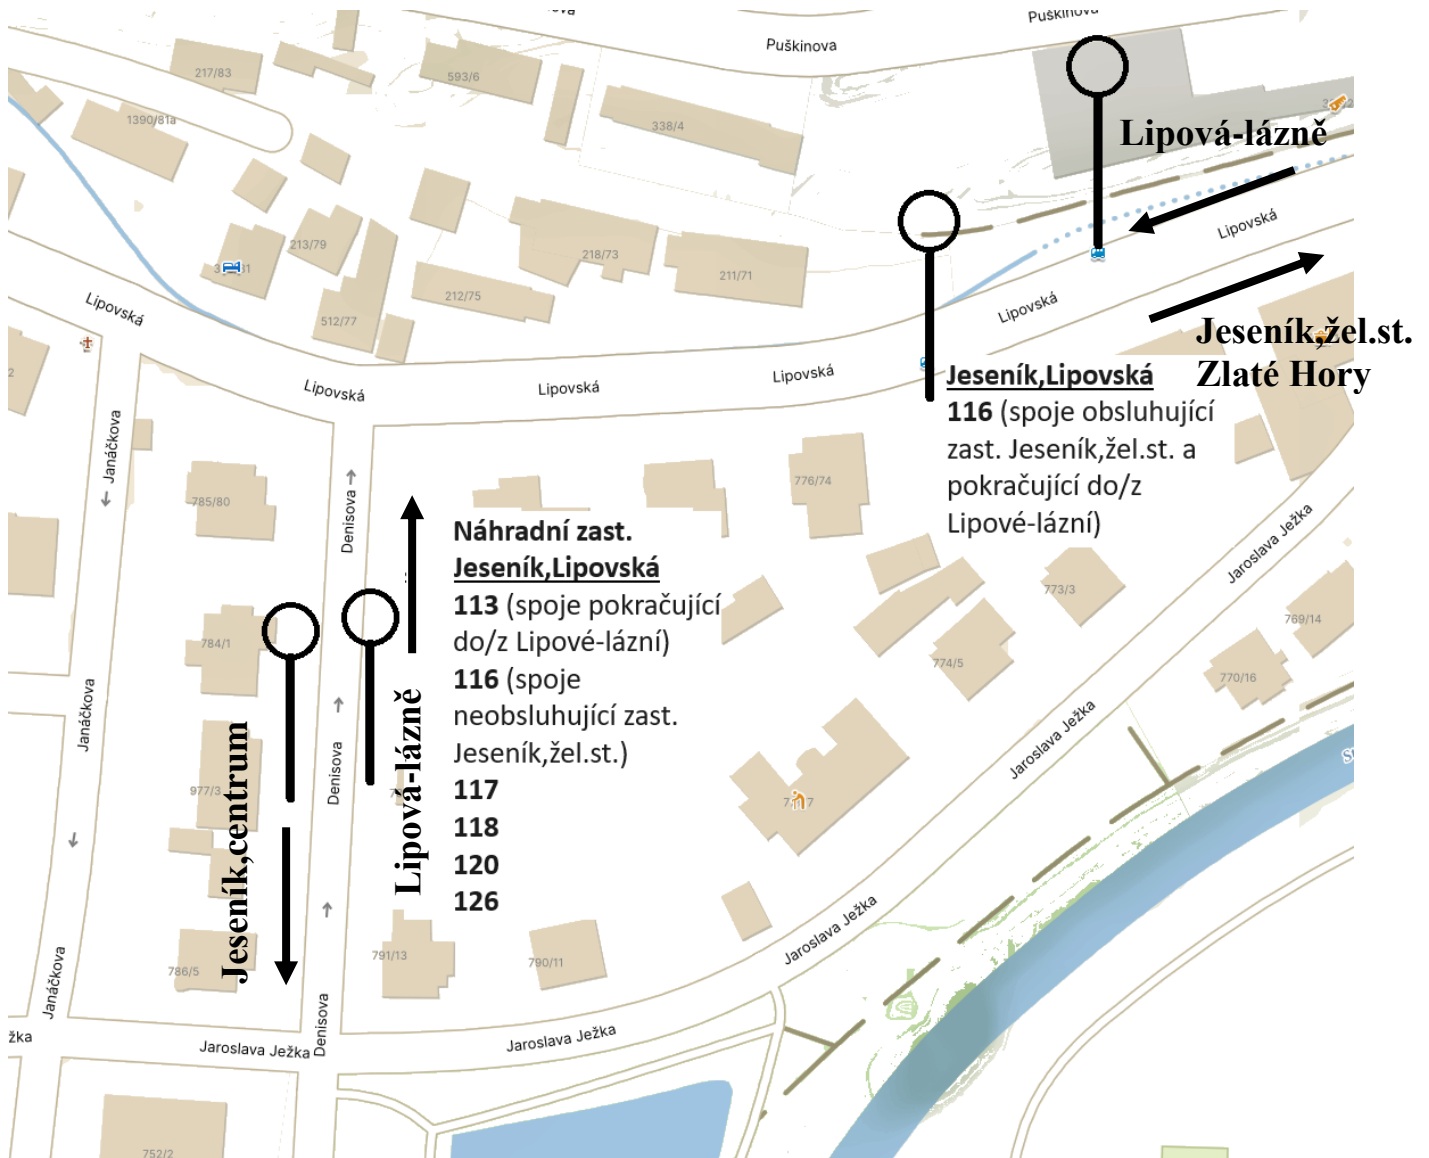 Puškinova
Puškinova
217/83
593/6
1390/81a
338/4
Lipová-lázně
Lipovská
213/79
218/73
211/71
212/75
512/77
Lipovská
Lipovská
Lipovská
Lipovská
Lipovská
Jeseník,žel.st.
Zlaté Hory
Jeseník,Lipovská
116 (spoje obsluhující
zast. Jeseník,žel.st. a
pokračující do/z
Lipové-lázní)
Janáčkova
785/80
Denisova
776/74
Náhradní zast.
Jeseník,Lipovská
113 (spoje pokračující
do/z Lipové-lázní)
116 (spoje
neobsluhující zast.
Jeseník,žel.st.)
117
118
120
126
Jaroslava Ježka
773/3
769/14
774/5
770/16
784/1
Janáčkova
Lipová-lázně
Jeseník,centrum
977/3
Denisova
Jaroslava Ježka
Jaroslava Ježka
791/13
790/11
786/5
Janáčkova
Denisova
žka
Jaroslava Ježka
Jaroslava Ježka
752/2